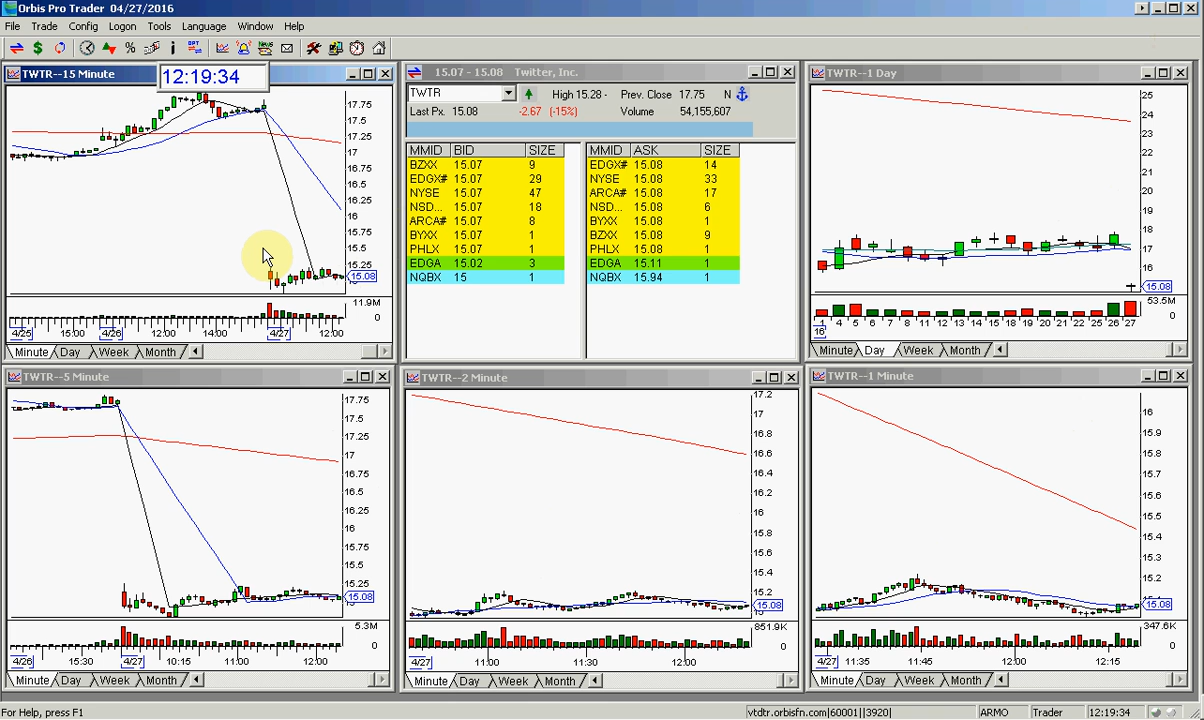 Orbis Pro Trader 04/27/2016
File Trade Config Logon Tools Language Window Help
TWTR--15 Minute
12:19:34
17.75
17.5
17.25
17
16.75
16.5
16.25
16
15.75
15.5
15.25
15.08
11.9M
0
4/25 15:00 4/26 12:00 14:00 4/27 12:00
Minute Day Week Month
15.07 - 15.08 Twitter, Inc.
TWTR High 15.28 - Prev. Close 17.75 N
Last Px. 15.08 -2.67 (-15%) Volume 54,155,607
MMID BID SIZE MMID ASK SIZE
BZXX 15.07 9 EDGX# 15.08 14
EDGX# 15.07 29 NYSE 15.08 33
NYSE 15.07 47 ARCA# 15.08 17
NSD... 15.07 18 NSD... 15.08 6
ARCA# 15.07 8 BYXX 15.08 1
BYXX 15.07 1 BZXX 15.08 9
PHLX 15.07 1 PHLX 15.08 1
EDGA 15.02 3 EDGA 15.11 1
NQBX 15 1 NQBX 15.94 1
TWTR--1 Day
25
24
23
22
21
20
19
18
17
16
15.08
53.5M
0
1 4 5 6 7 8 11 12 13 14 15 18 19 20 21 22 25 26 27
16
Minute Day Week Month
TWTR--5 Minute
17.75
17.5
17.25
17
16.75
16.5
16.25
16
15.75
15.5
15.25
15.08
5.3M
0
4/26 15:30 4/27 10:15 11:00 12:00
Minute Day Week Month
TWTR--2 Minute
17.2
17
16.8
16.6
16.4
16.2
16
15.8
15.6
15.4
15.2
15.08
851.9K
0
4/27 11:00 11:30 12:00
Minute Day Week Month
TWTR--1 Minute
16
15.9
15.8
15.7
15.6
15.5
15.4
15.3
15.2
15.08
347.6K
0
4/27 11:35 11:45 12:00 12:15
Minute Day Week Month
For Help, press F1 vtdtr.orbisfn.com|60001||3920| ARMO Trader 12:19:34